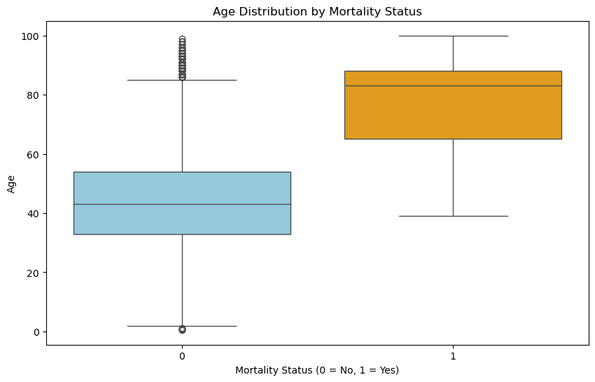 Age Distribution by Mortality Status
100
80
60
40
20
0
Age
0
1
Mortality Status (0 = No, 1 = Yes)